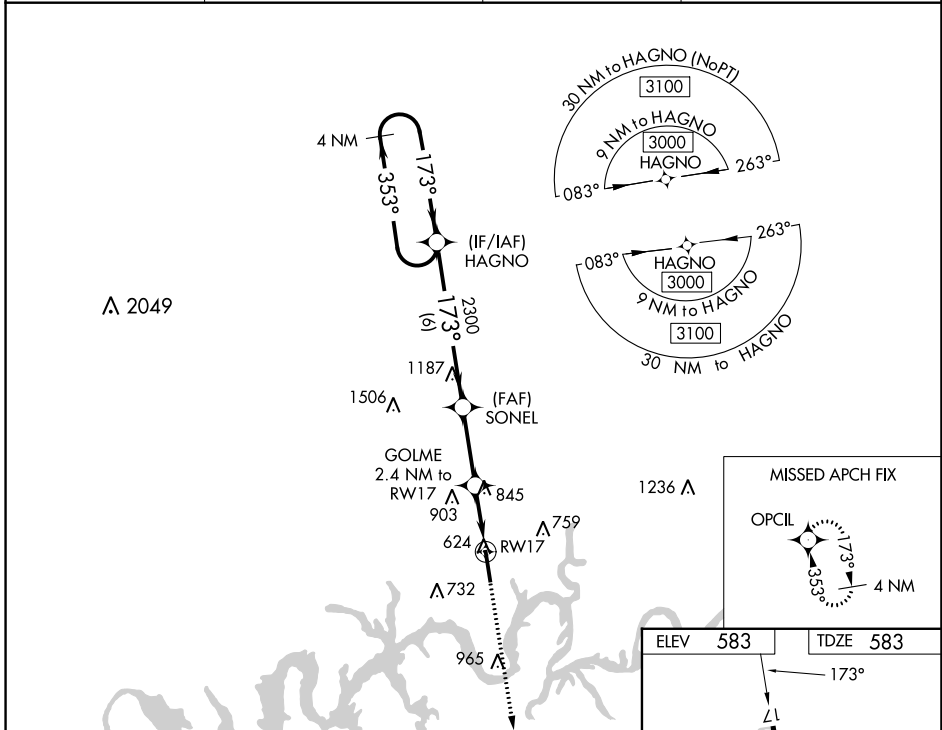 30 NM to HAGNO (NoPT)
3100
9 NM to HAGNO
3000
HAGNO
083°
263°
4 NM
173°
353°
(IF/IAF)
HAGNO
083°
263°
HAGNO
3000
9 NM to HAGNO
3100
30 NM to HAGNO
2049
2300
173°
(6)
1187
1506
(FAF)
SONEL
GOLME
2.4 NM to
RW17
903
845
1236
759
624
RW17
732
965
MISSED APCH FIX
OPCIL
173°
353°
4 NM
ELEV 583
TDZE 583
173°
17